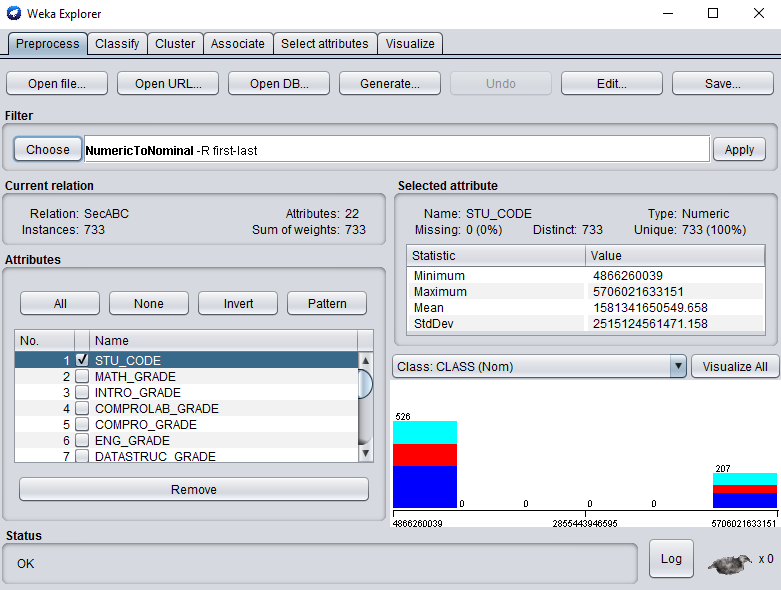 Weka Explorer
Preprocess Classify Cluster Associate Select attributes Visualize
Open file... Open URL... Open DB... Generate... Undo Edit... Save...
Filter
Choose NumericToNominal -R first-last Apply
Current relation
Relation: SecABC Attributes: 22
Instances: 733 Sum of weights: 733
Attributes
All None Invert Pattern
No. Name
1 STU_CODE
2 MATH_GRADE
3 INTRO_GRADE
4 COMPROLAB_GRADE
5 COMPRO_GRADE
6 ENG_GRADE
7 DATASTRUC_GRADE
Remove
Selected attribute
Name: STU_CODE Type: Numeric
Missing: 0 (0%) Distinct: 733 Unique: 733 (100%)
Statistic Value
Minimum 4866260039
Maximum 5706021633151
Mean 1581341650549.658
StdDev 2515124561471.158
Class: CLASS (Nom) Visualize All
526
207
0 0 0 0
4866260039 2855443946595 5706021633151
Status
OK
Log x 0